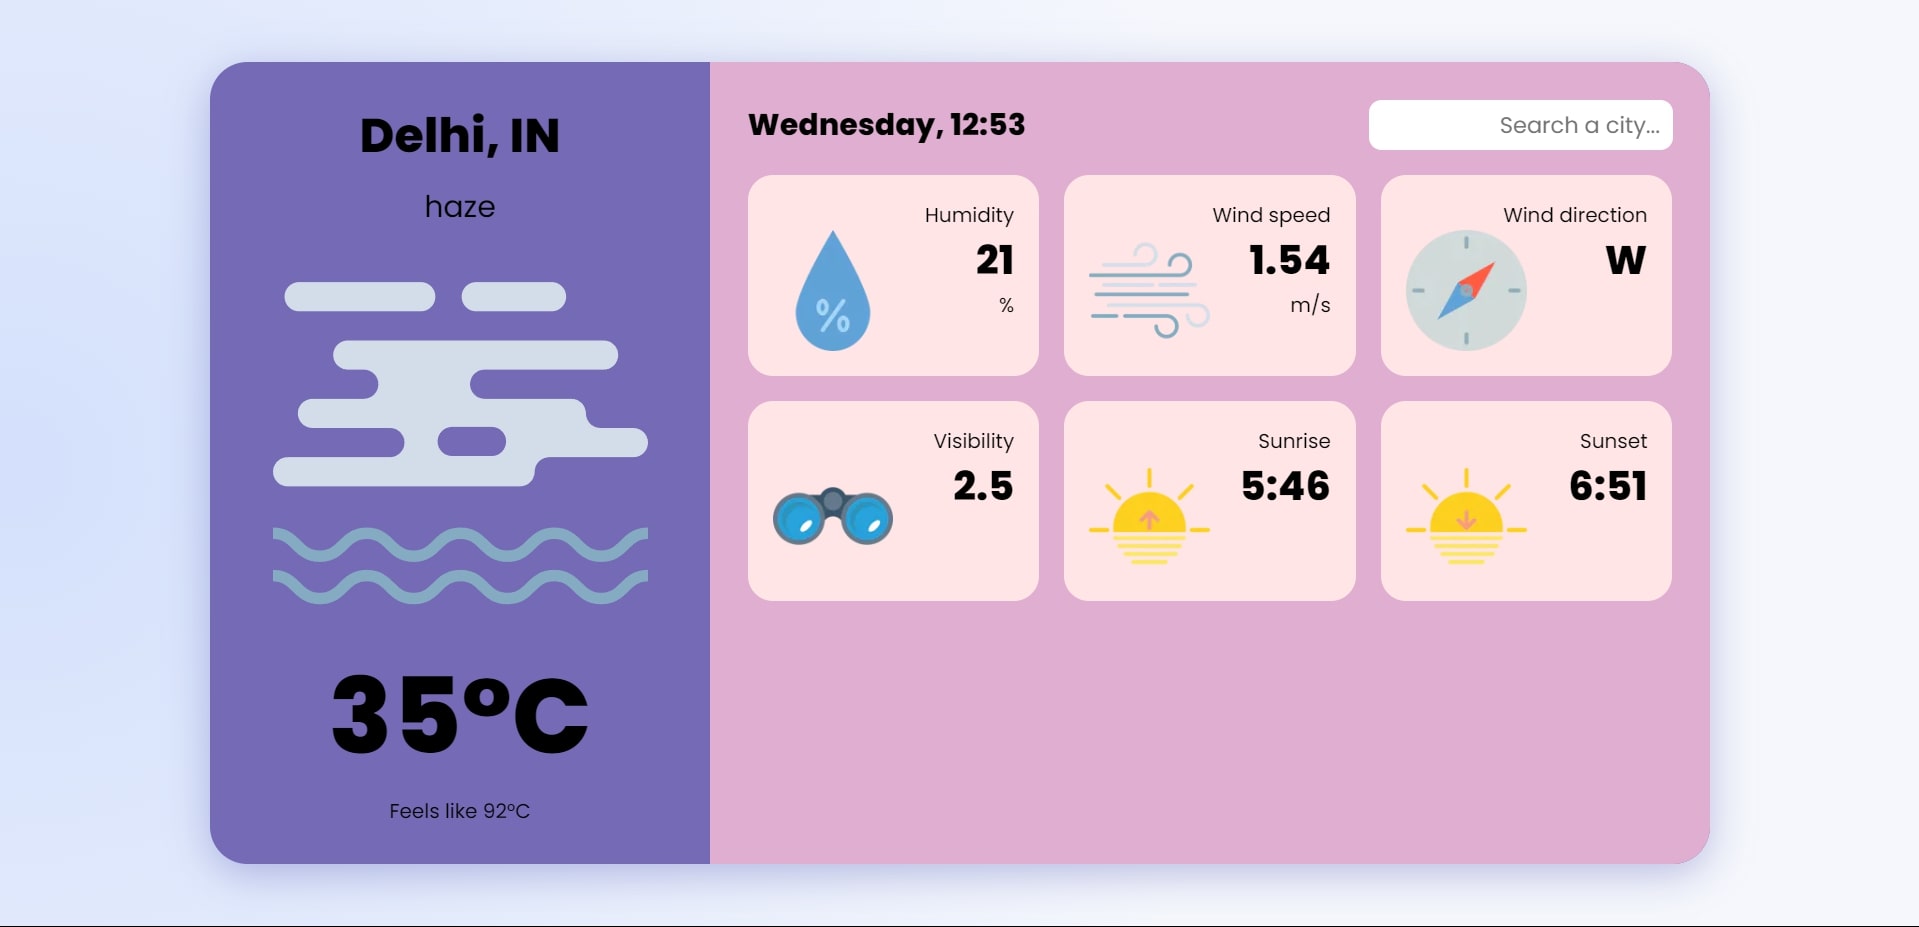 Delhi, IN
haze
35°C
Feels like 92°C
Wednesday, 12:53
Search a city...
Humidity
21
%
%
Wind speed
1.54
m/s
Wind direction
W
Visibility
2.5
Sunrise
5:46
Sunset
6:51